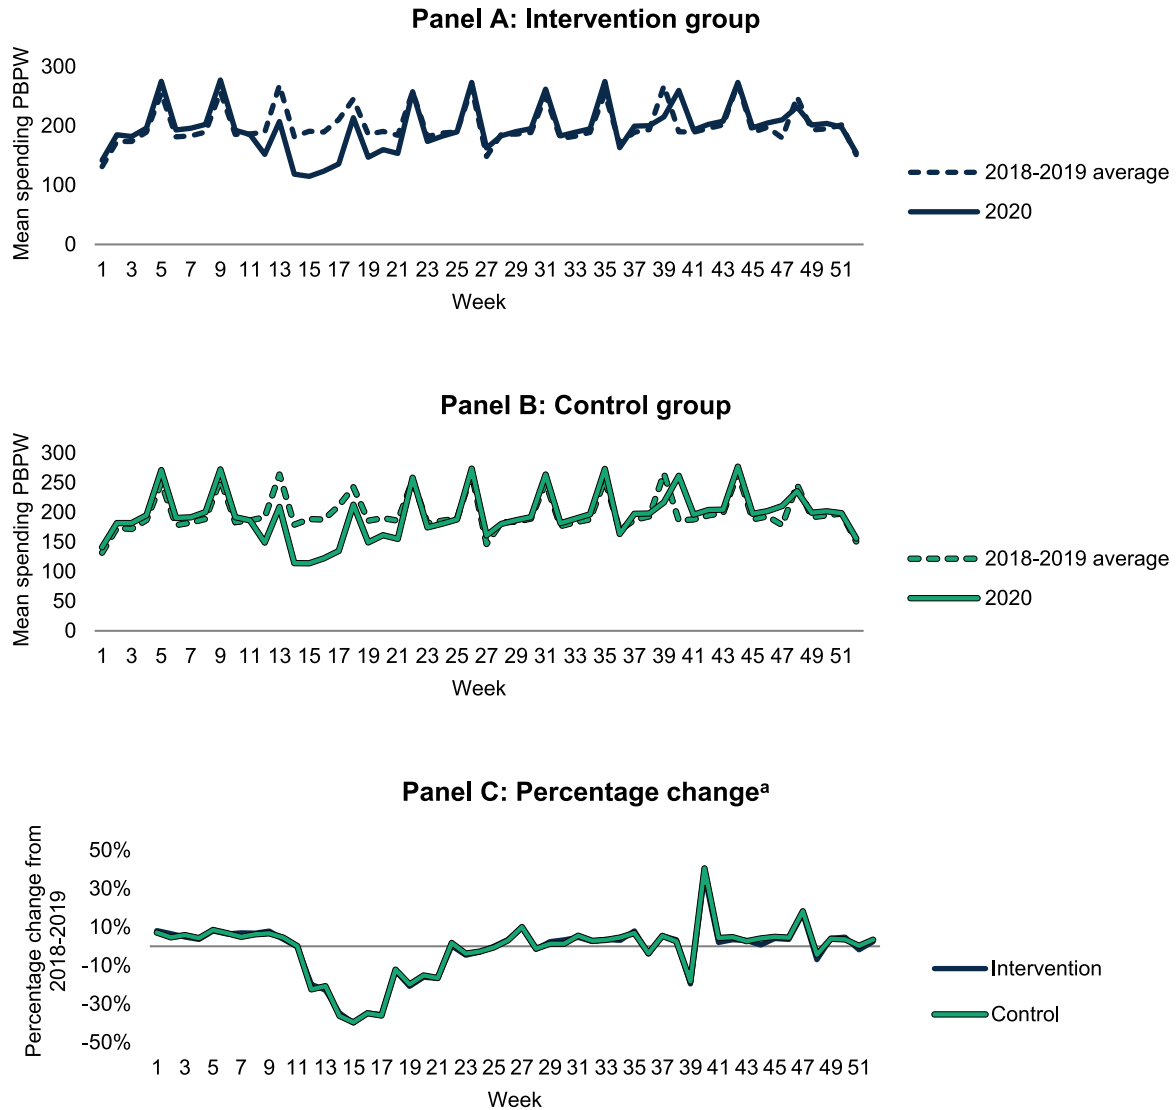 Panel A: Intervention group
Mean spending PBPW
300
200
100
0
1 3 5 7 9 11 13 15 17 19 21 23 25 27 29 31 33 35 37 39 41 43 45 47 49 51
Week
2018-2019 average
2020
Panel B: Control group
Mean spending PBPW
300
250
200
150
100
50
0
1 3 5 7 9 11 13 15 17 19 21 23 25 27 29 31 33 35 37 39 41 43 45 47 49 51
Week
2018-2019 average
2020
Panel C: Percentage changeᵃ
Percentage change from
2018-2019
50%
30%
10%
-10%
-30%
-50%
1 3 5 7 9 11 13 15 17 19 21 23 25 27 29 31 33 35 37 39 41 43 45 47 49 51
Week
Intervention
Control